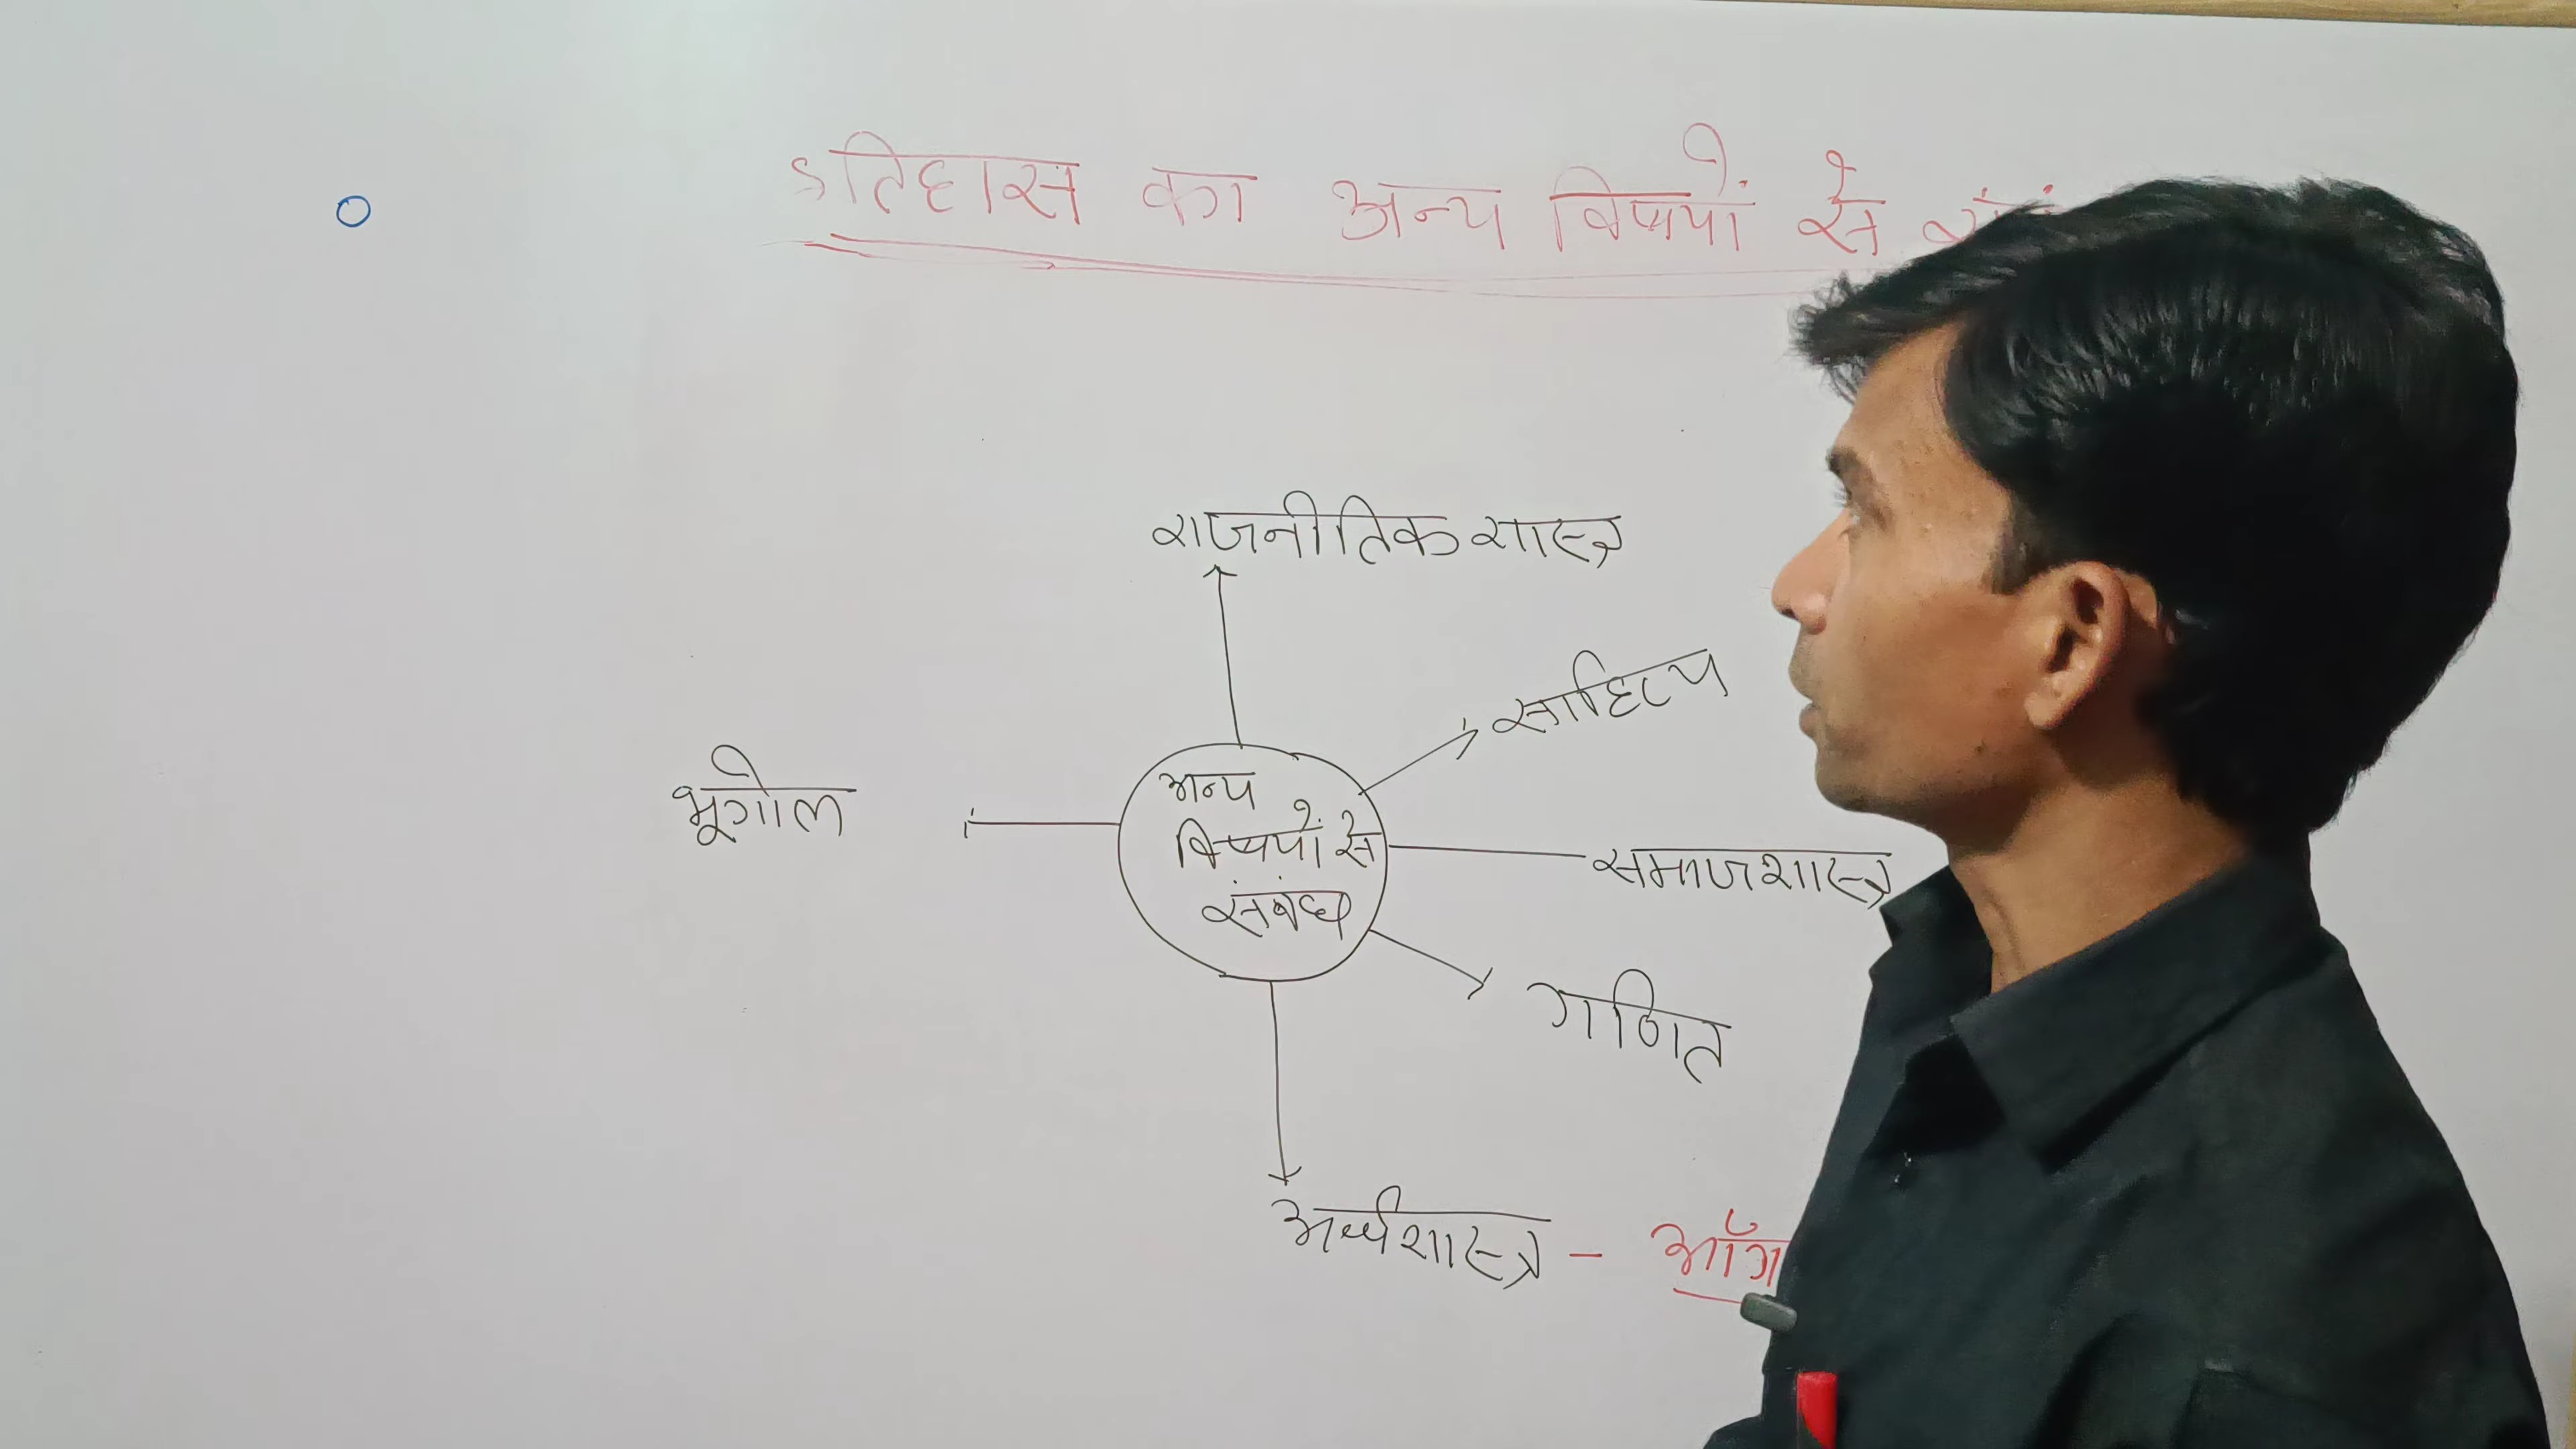 इतिहास का अन्य विषयों से
राजनीतिक शास्त्र
साहित्य
भूगोल
अन्य
विषयों से
संबंध
समाजशास्त्र
गणित
अर्थशास्त्र -